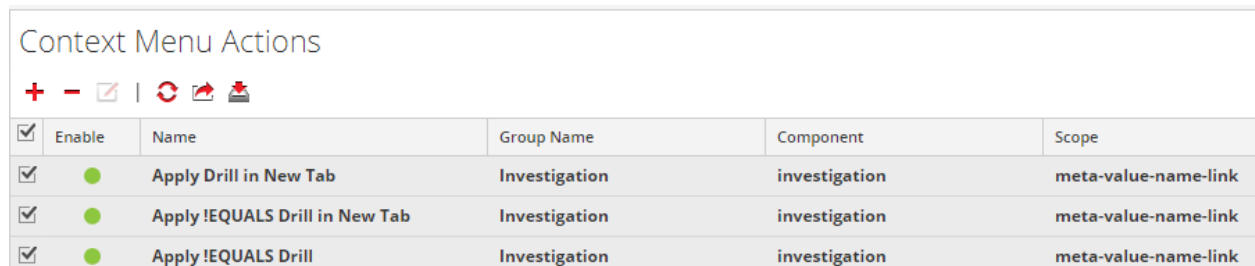 Context Menu Actions
Enable Name Group Name Component Scope
Apply Drill in New Tab Investigation investigation meta-value-name-link
Apply !EQUALS Drill in New Tab Investigation investigation meta-value-name-link
Apply !EQUALS Drill Investigation investigation meta-value-name-link